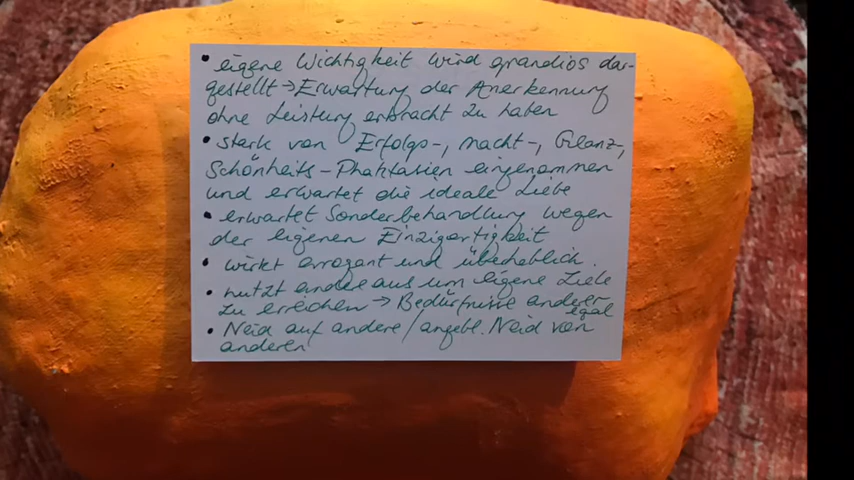 • eigene Wichtigkeit wird grandios dar-
gestellt → Erwartung der Anerkennung
ohne Leistung erbracht zu haben
• stark von Erfolgs-, Macht-, Glanz-,
Schönheits-Phantasien eingenommen
und erwartet die ideale Liebe
• erwartet Sonderbehandlung wegen
der eigenen Einzigartigkeit
• wirkt arrogant und überheblich.
• nutzt andere aus um eigene Ziele
zu erreichen → Bedürfnisse anderer
egal
• Neid auf andere / angebl. Neid von
anderen